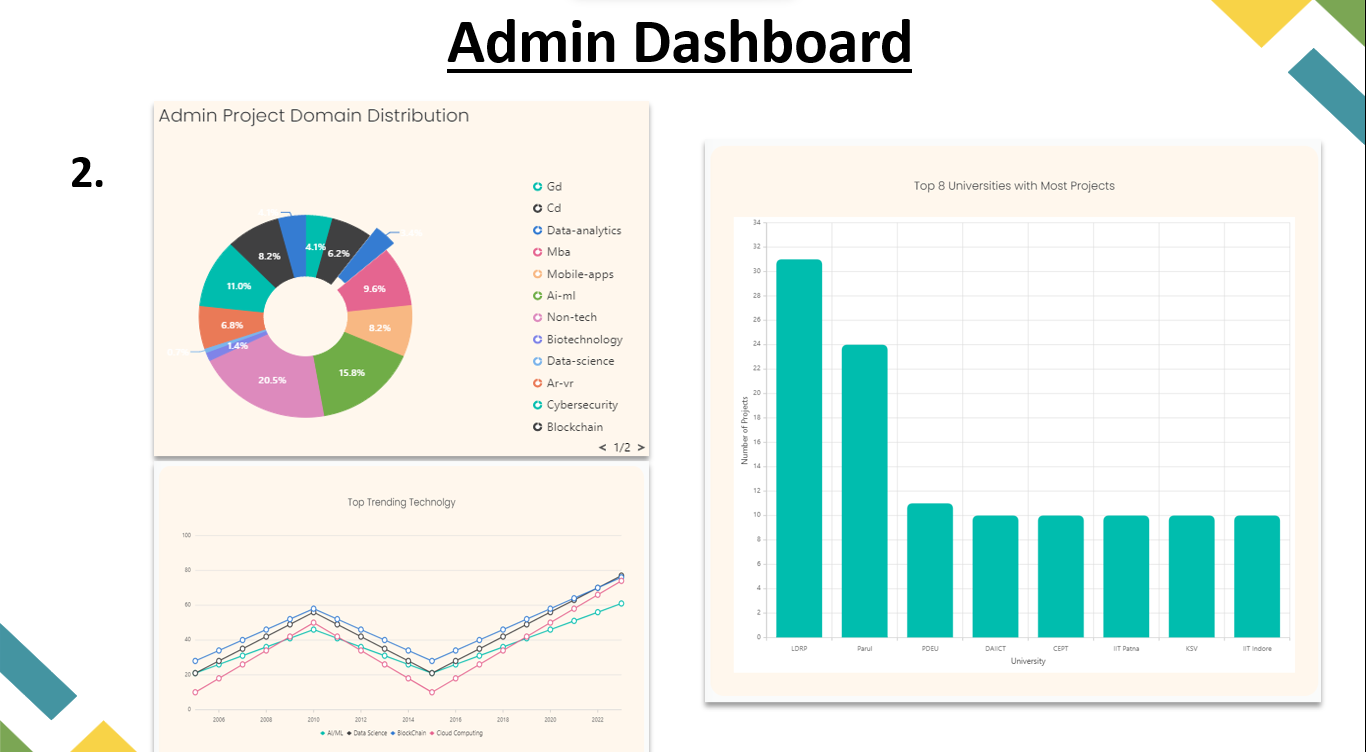 Admin Dashboard
2.
Admin Project Domain Distribution
Gd
Cd
Data-analytics
Mba
Mobile-apps
Ai-ml
Non-tech
Biotechnology
Data-science
Ar-vr
Cybersecurity
Blockchain
< 1/2 >
4.1%
6.2%
9.6%
8.2%
15.8%
20.5%
1.4%
6.8%
11.0%
8.2%
Top Trending Technolgy
100
80
60
40
20
0
2006 2008 2010 2012 2014 2016 2018 2020 2022
AI/ML Data Science BlockChain Cloud Computing
Top 8 Universities with Most Projects
Number of Projects
34
32
30
28
26
24
22
20
18
16
14
12
10
8
6
4
2
0
LDRP Parul PDEU DAIICT CEPT IIT Patna KSV IIT Indore
University